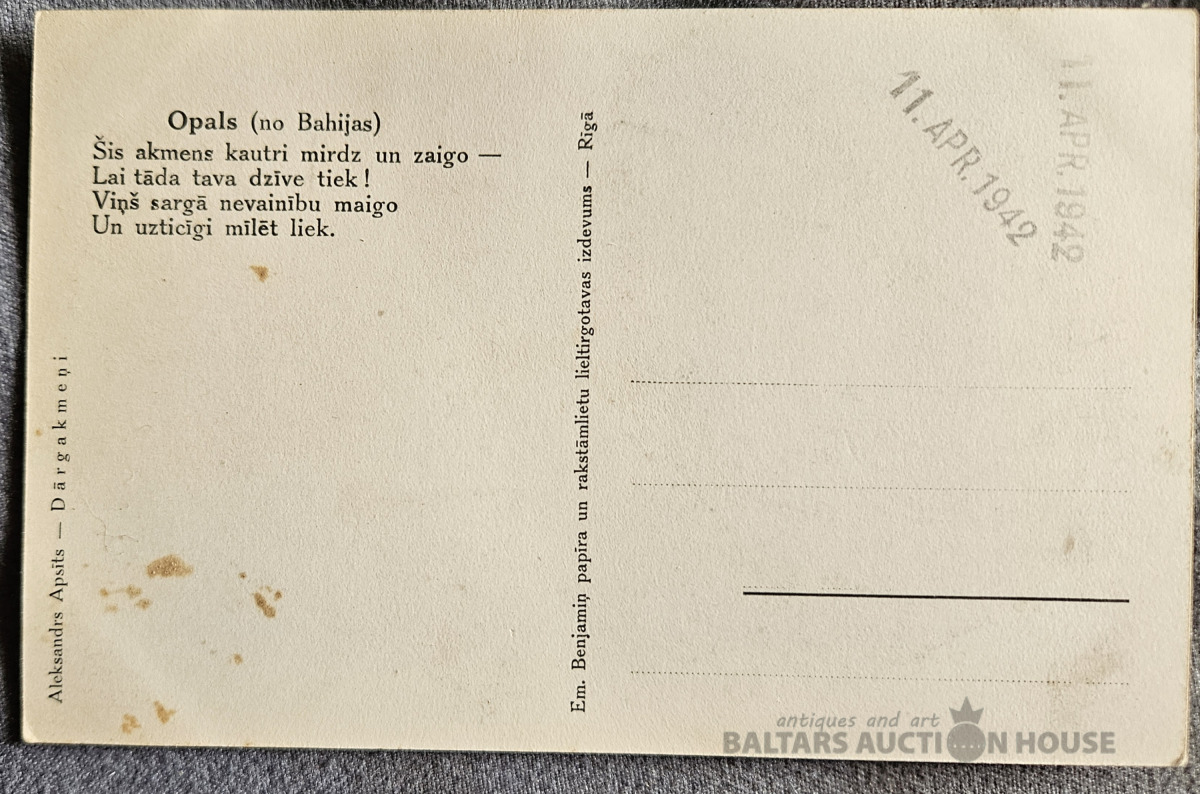 Opals (no Bahijas)
Šis akmens kautri mirdz un zaigo —
Lai tāda tava dzīve tiek!
Viņš sargā nevainību maigo
Un uzticīgi mīlēt liek.
Aleksandrs Apsīts — Dārgakmeņi
Em. Benjamiņ papīra un rakstāmlietu lieltirgotavas izdevums — Rīgā
11. APR. 1942
11. APR. 1942
antiques and art
BALTARS AUCTION HOUSE